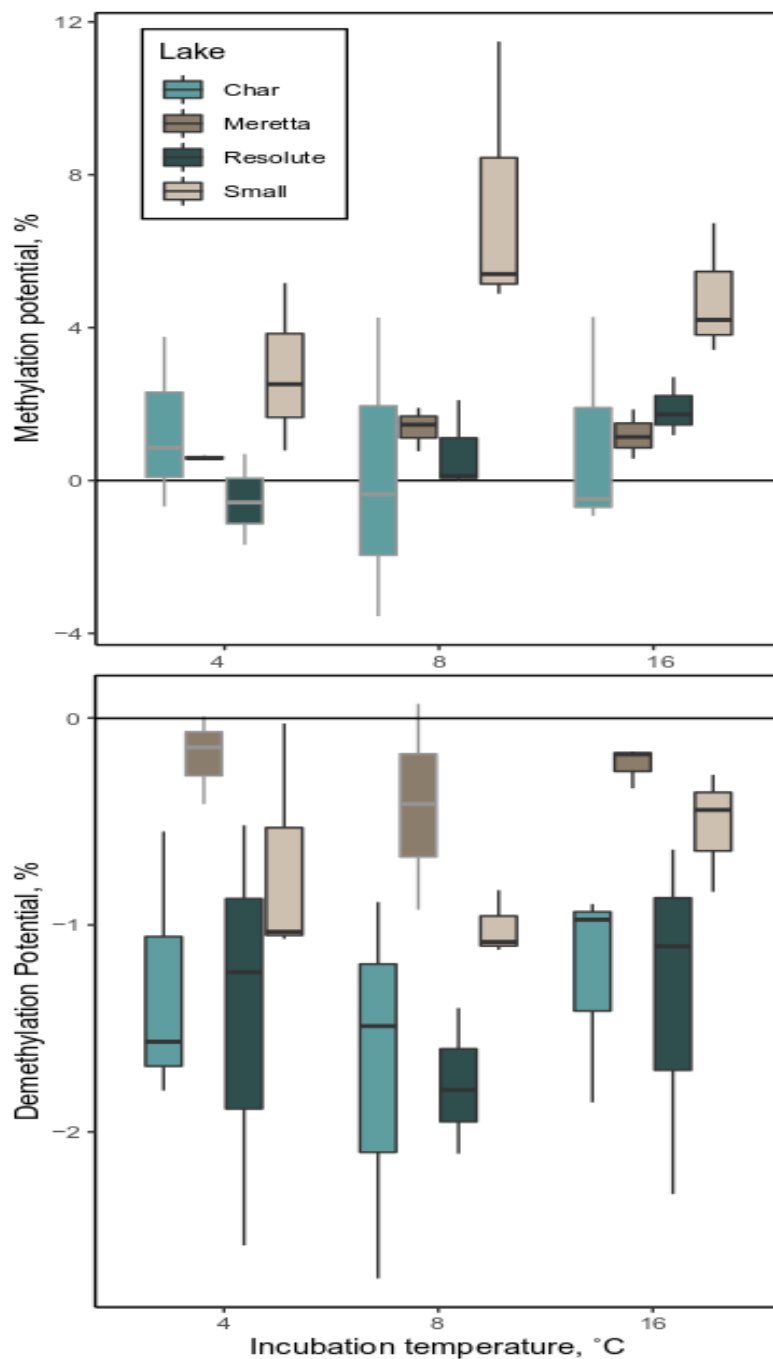 12
Lake
Char
Meretta
Resolute
Small
8
4
0
−4
Methylation potential, %
4 8 16
0
−1
−2
Demethylation Potential, %
4 8 16
Incubation temperature, °C